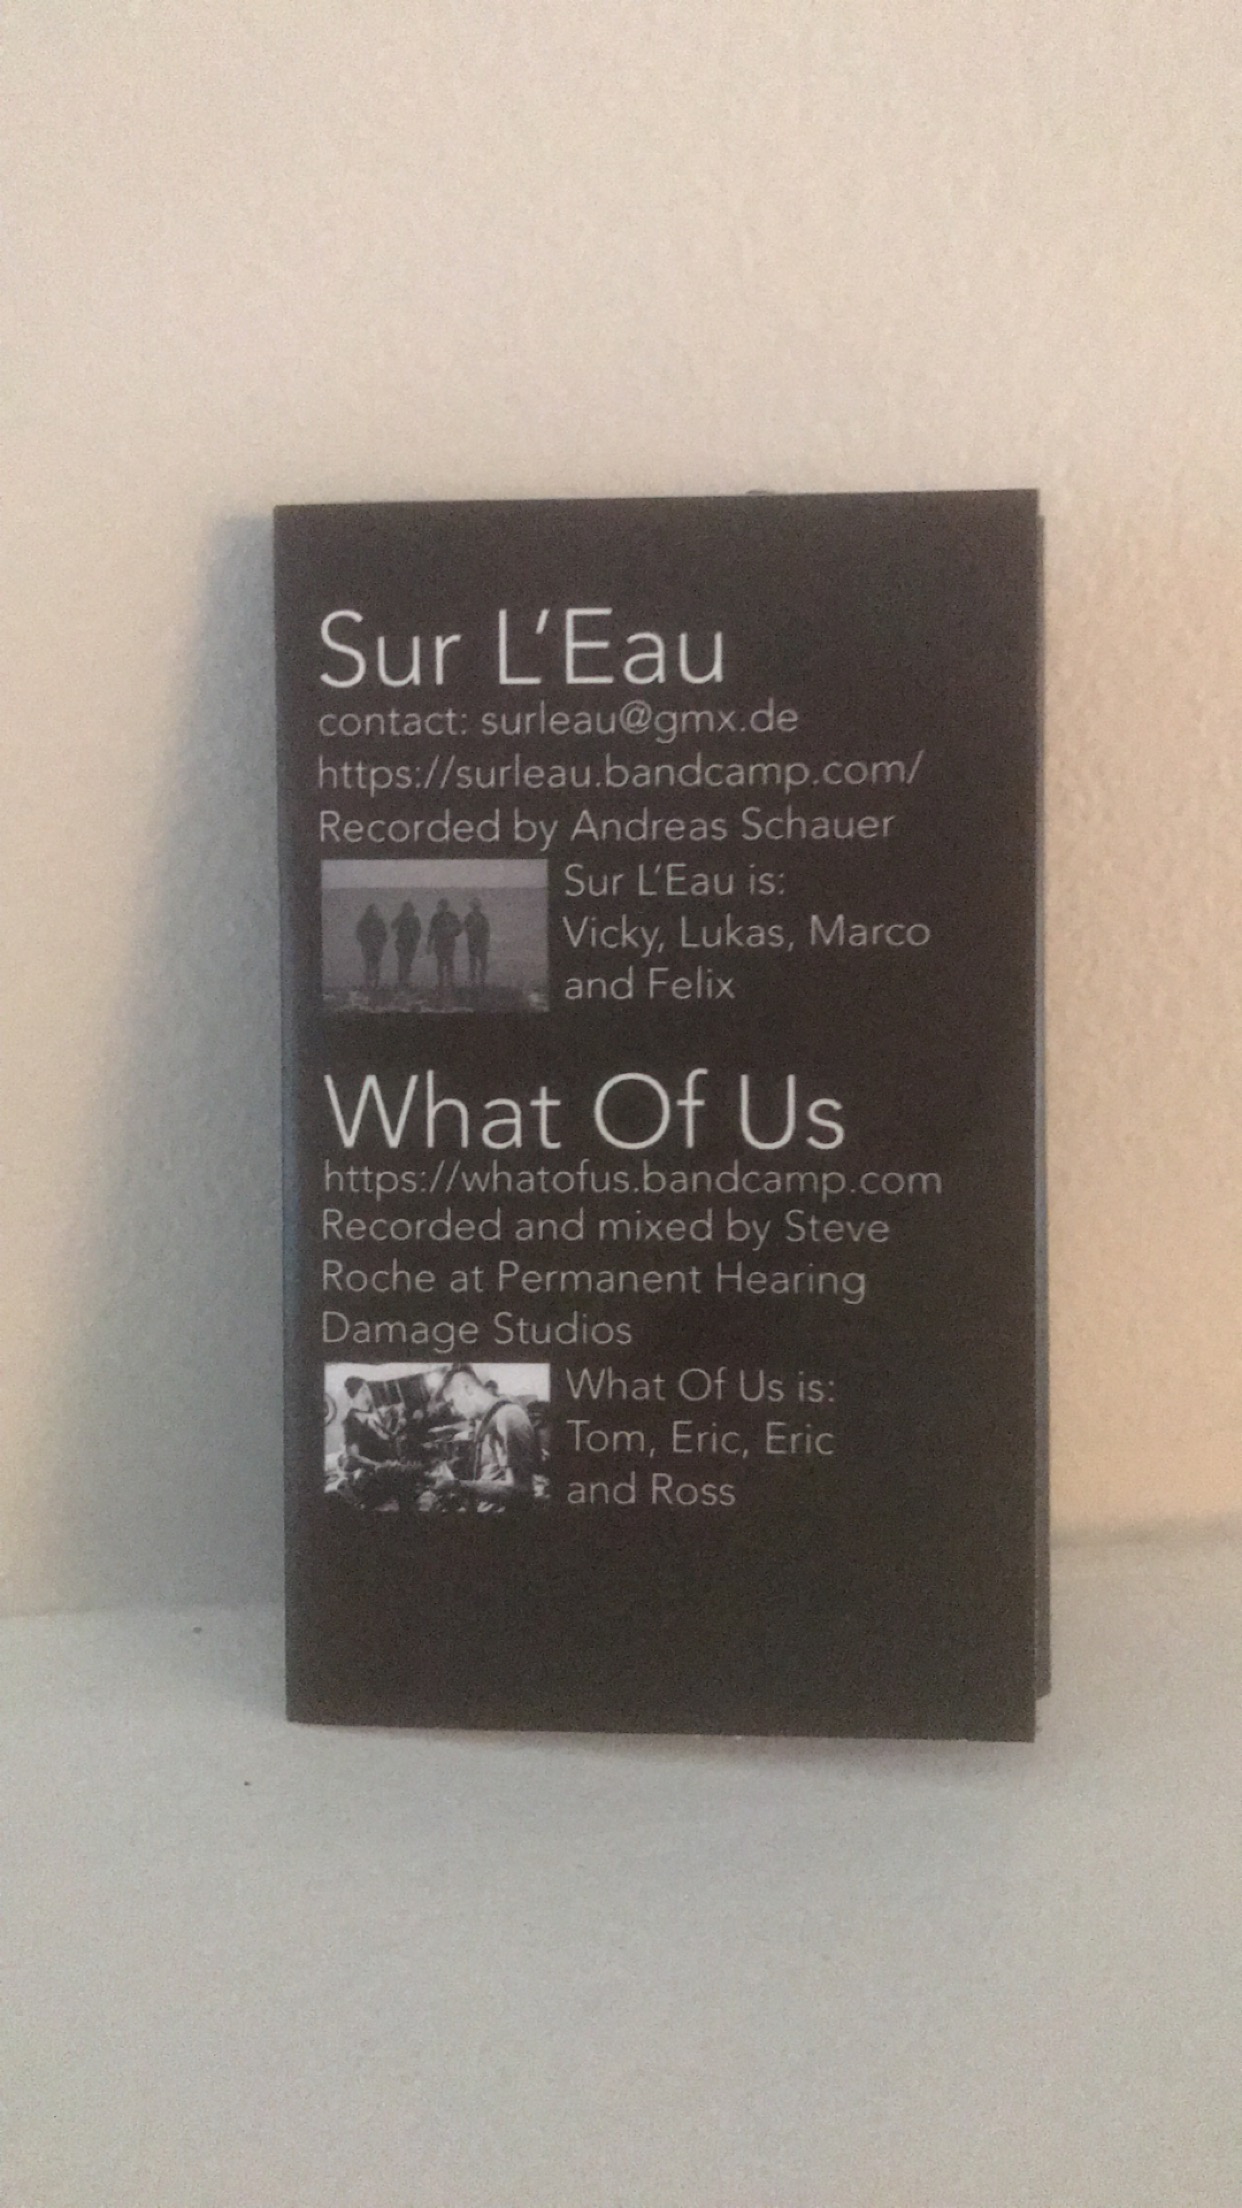 Sur L'Eau
contact: surleau@gmx.de
https://surleau.bandcamp.com/
Recorded by Andreas Schauer
Sur L'Eau is:
Vicky, Lukas, Marco
and Felix
What Of Us
https://whatofus.bandcamp.com
Recorded and mixed by Steve
Roche at Permanent Hearing
Damage Studios
What Of Us is:
Tom, Eric, Eric
and Ross